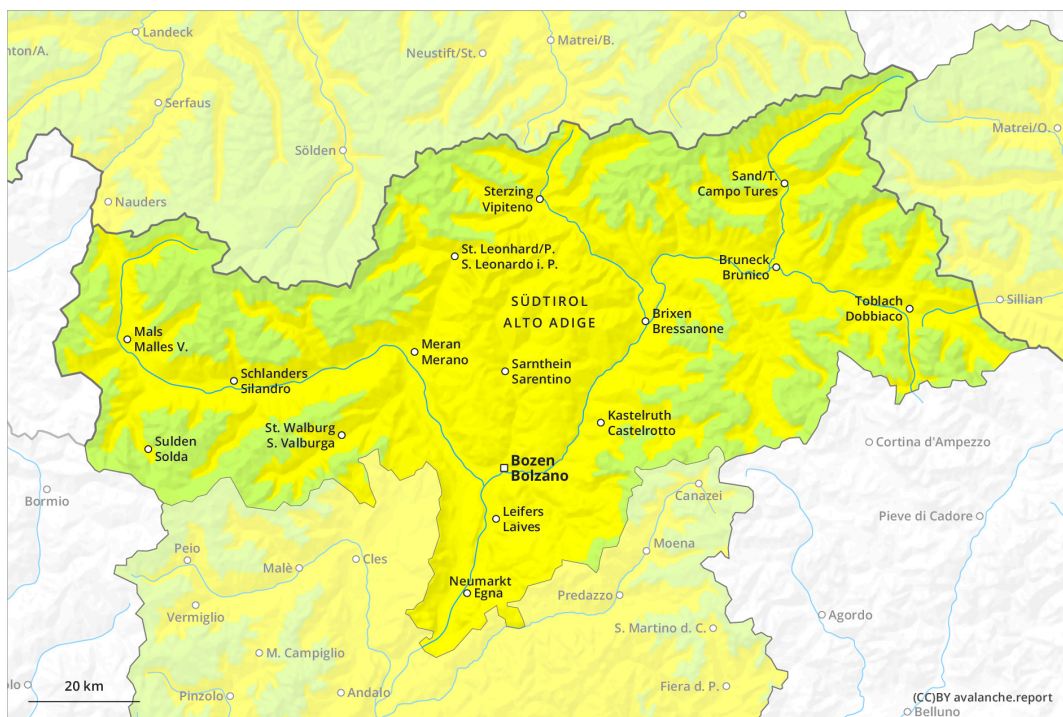 Landeck
nton/A.
Neustift/St.
Matrei/B.
Serfaus
Matrei/O.
Sölden
Nauders
Sand/T.
Campo Tures
Sterzing
Vipiteno
St. Leonhard/P.
S. Leonardo i. P.
Bruneck
Brunico
SÜDTIROL
ALTO ADIGE
Toblach
Dobbiaco
Sillian
Brixen
Bressanone
Mals
Malles V.
Meran
Merano
Sarnthein
Sarentino
Schlanders
Silandro
Kastelruth
Castelrotto
St. Walburg
S. Valburga
Sulden
Solda
Cortina d'Ampezzo
Bozen
Bolzano
Bormio
Canazei
Leifers
Laives
Pieve di Cadore
Moena
Peio
Cles
Malè
Neumarkt
Egna
Predazzo
Vermiglio
Agordo
S. Martino d. C.
M. Campiglio
20 km
olo
Pinzolo
Andalo
Fiera d. P.
(CC)BY avalanche.report
Belluno